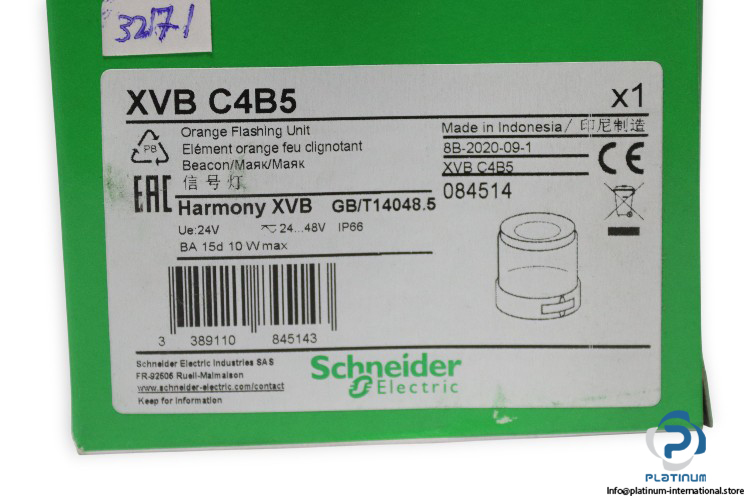 32171
XVB C4B5
x1
Orange Flashing Unit
Elément orange feu clignotant
Beacon/Маяк/Маяк
信号灯
Made in Indonesia/ 印尼制造
8B-2020-09-1
XVB C4B5
084514
CE
EAC
Harmony XVB GB/T14048.5
Ue:24V 24...48V IP66
BA 15d 10 W max
3 389110 845143
Schneider Electric Industries SAS
FR-92506 Rueil-Malmaison
www.schneider-electric.com/contact
Keep for information
Schneider
Electric
PLATINUM
Info@platinum-international.store